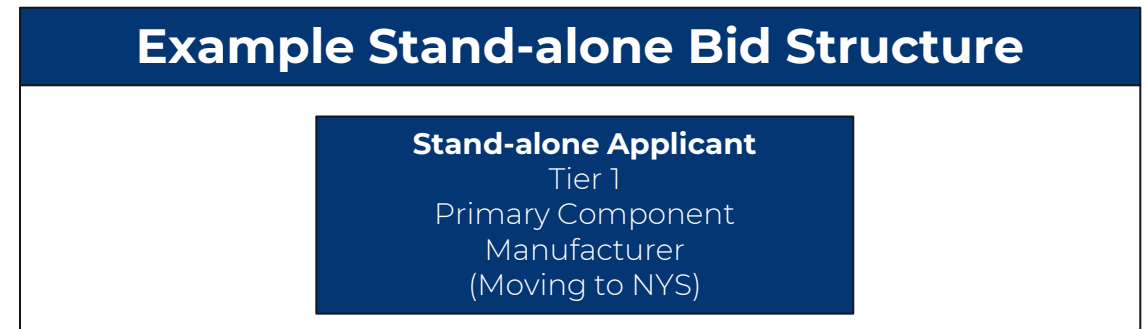 Example Stand-alone Bid Structure
Stand-alone Applicant
Tier 1
Primary Component
Manufacturer
(Moving to NYS)